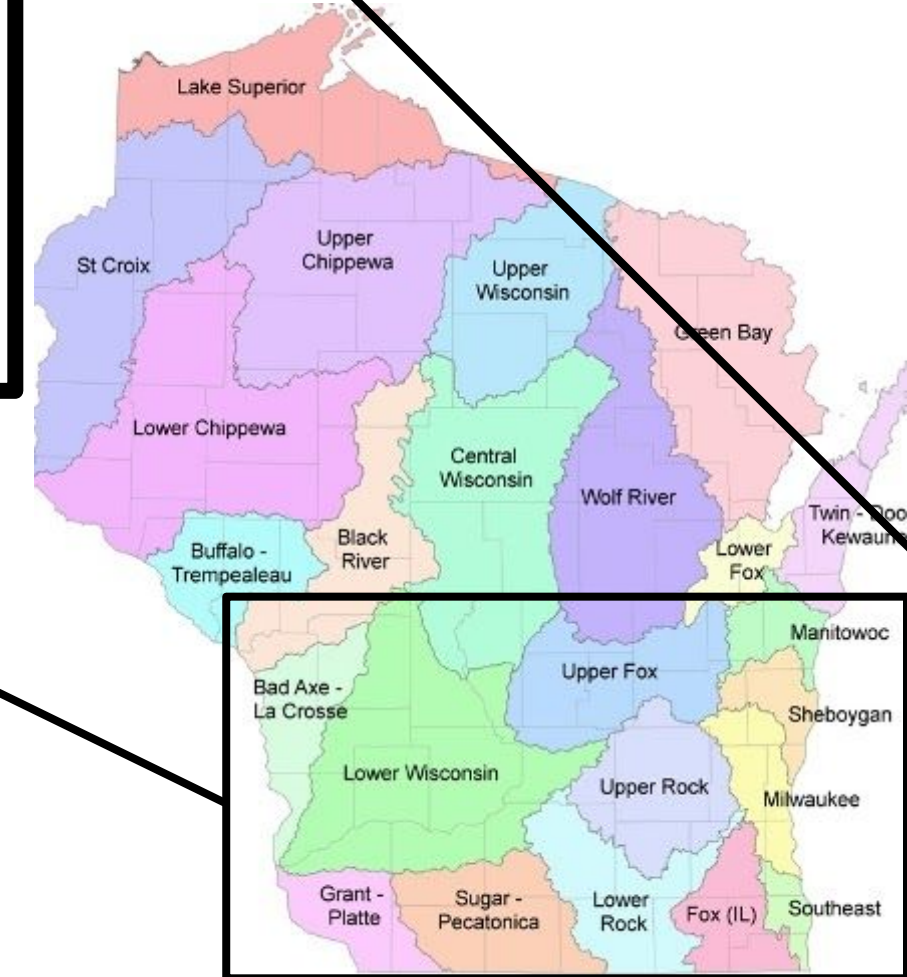 Lake Superior
St Croix
Upper
Chippewa
Upper
Wisconsin
Green Bay
Lower Chippewa
Central
Wisconsin
Wolf River
Twin - Doo
Kewaun
Black
River
Buffalo -
Trempealeau
Lower
Fox
Manitowoc
Upper Fox
Bad Axe -
La Crosse
Sheboygan
Lower Wisconsin
Upper Rock
Milwaukee
Grant -
Platte
Sugar -
Pecatonica
Lower
Rock
Fox (IL)
Southeast